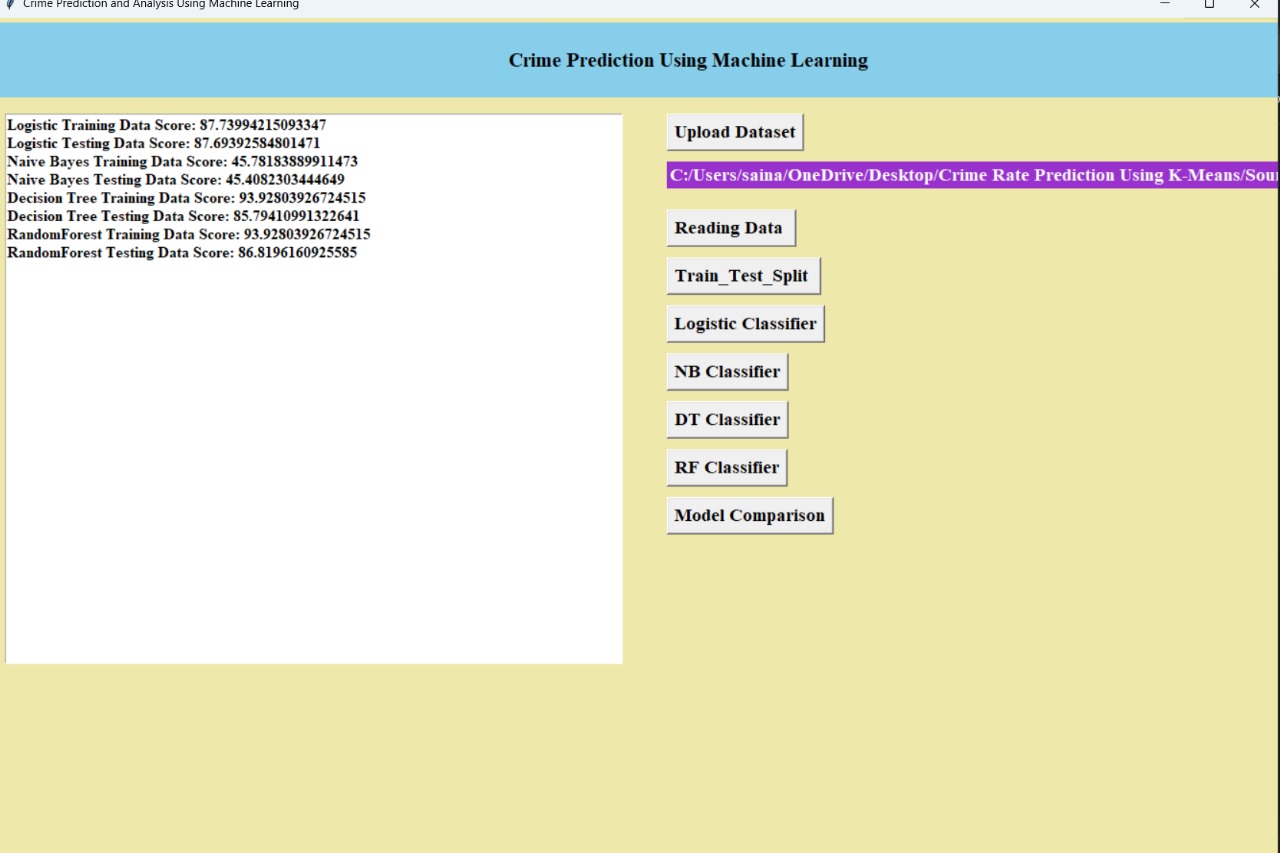 Crime Prediction and Analysis Using Machine Learning
Crime Prediction Using Machine Learning
Logistic Training Data Score: 87.73994215093347
Logistic Testing Data Score: 87.69392584801471
Naive Bayes Training Data Score: 45.78183889911473
Naive Bayes Testing Data Score: 45.4082303444649
Decision Tree Training Data Score: 93.92803926724515
Decision Tree Testing Data Score: 85.79410991322641
RandomForest Training Data Score: 93.92803926724515
RandomForest Testing Data Score: 86.8196160925585
Upload Dataset
C:/Users/saina/OneDrive/Desktop/Crime Rate Prediction Using K-Means/Sou
Reading Data
Train_Test_Split
Logistic Classifier
NB Classifier
DT Classifier
RF Classifier
Model Comparison